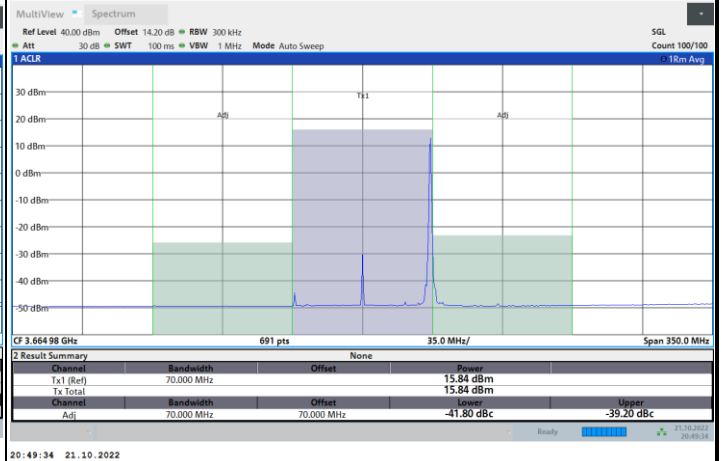 MultiView Spectrum
Ref Level 40.00 dBm Offset 14.20 dB RBW 300 kHz SGL
Att 30 dB SWT 100 ms VBW 1 MHz Mode Auto Sweep Count 100/100
1 ACLR 1Rm Avg
30 dBm
Tx1
20 dBm Adj Adj
10 dBm
0 dBm
-10 dBm
-20 dBm
-30 dBm
-40 dBm
-50 dBm
CF 3.664 98 GHz 691 pts 35.0 MHz/ Span 350.0 MHz
2 Result Summary None
Channel Bandwidth Offset Power
Tx1 (Ref) 70.000 MHz 15.84 dBm
Tx Total 15.84 dBm
Channel Bandwidth Offset Lower Upper
Adj 70.000 MHz 70.000 MHz -41.80 dBc -39.20 dBc
Ready 21.10.2022
20:49:34
20:49:34 21.10.2022